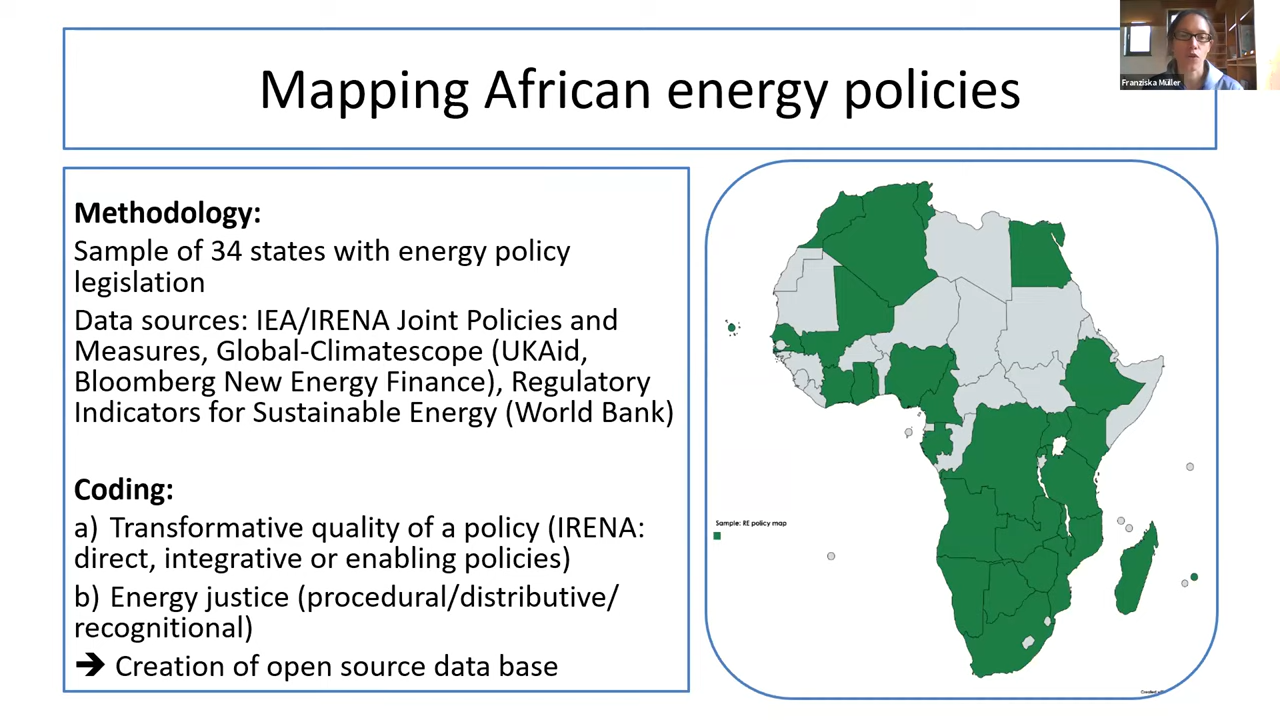 Mapping African energy policies
Franziska Müller
Methodology:
Sample of 34 states with energy policy
legislation
Data sources: IEA/IRENA Joint Policies and
Measures, Global-Climatescope (UKAid,
Bloomberg New Energy Finance), Regulatory
Indicators for Sustainable Energy (World Bank)
Coding:
a) Transformative quality of a policy (IRENA:
direct, integrative or enabling policies)
b) Energy justice (procedural/distributive/
recognitional)
➔ Creation of open source data base
Sample: RE policy map
Created